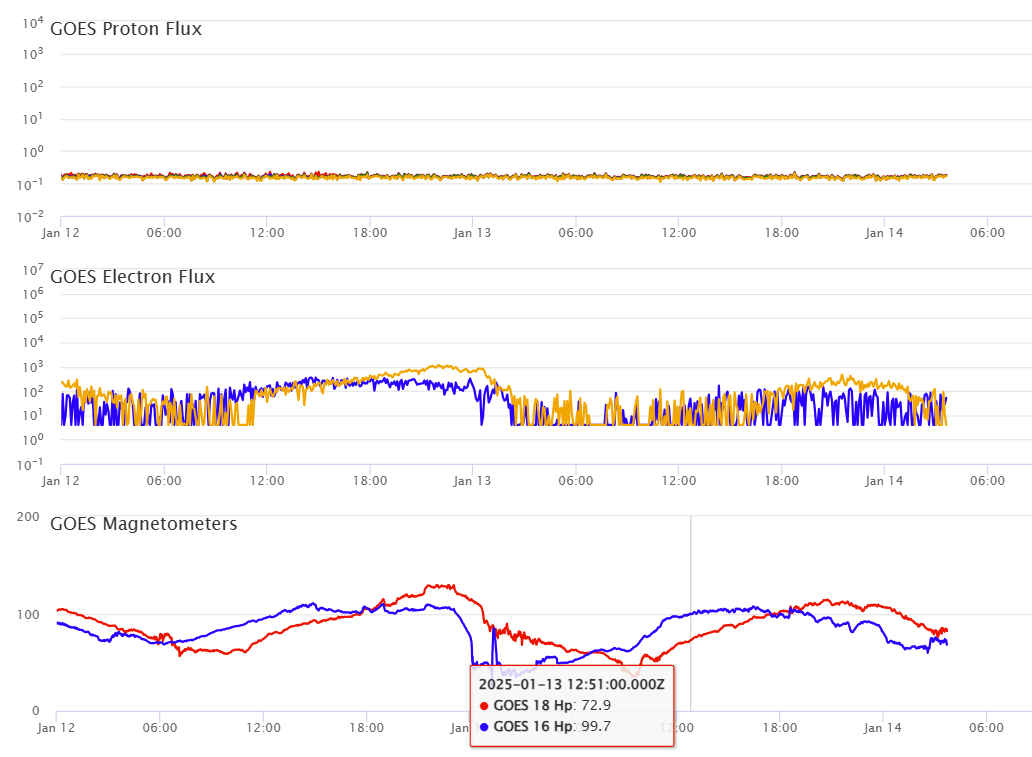 GOES Proton Flux
10⁴
10³
10²
10¹
10⁰
10⁻¹
10⁻²
Jan 12 06:00 12:00 18:00 Jan 13 06:00 12:00 18:00 Jan 14 06:00
GOES Electron Flux
10⁷
10⁶
10⁵
10⁴
10³
10²
10¹
10⁰
10⁻¹
Jan 12 06:00 12:00 18:00 Jan 13 06:00 12:00 18:00 Jan 14 06:00
GOES Magnetometers
200
100
0
2025-01-13 12:51:00.000Z
GOES 18 Hp: 72.9
GOES 16 Hp: 99.7
Jan 12 06:00 12:00 18:00 Jan 12:00 18:00 Jan 14 06:00